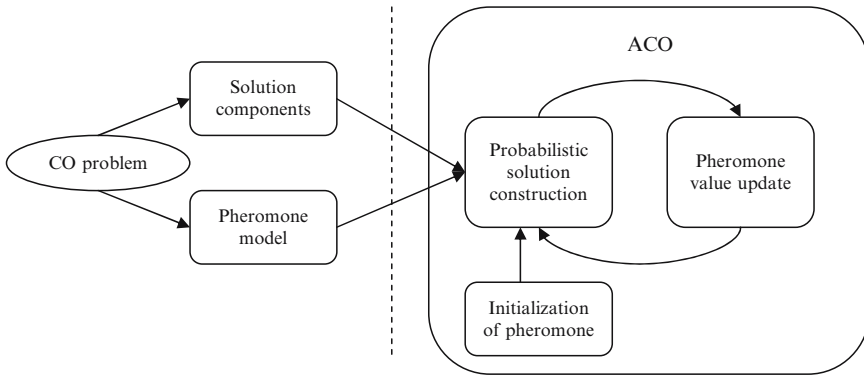 ACO
Solution
components
CO problem
Pheromone
model
Probabilistic
solution
construction
Pheromone
value update
Initialization
of pheromone